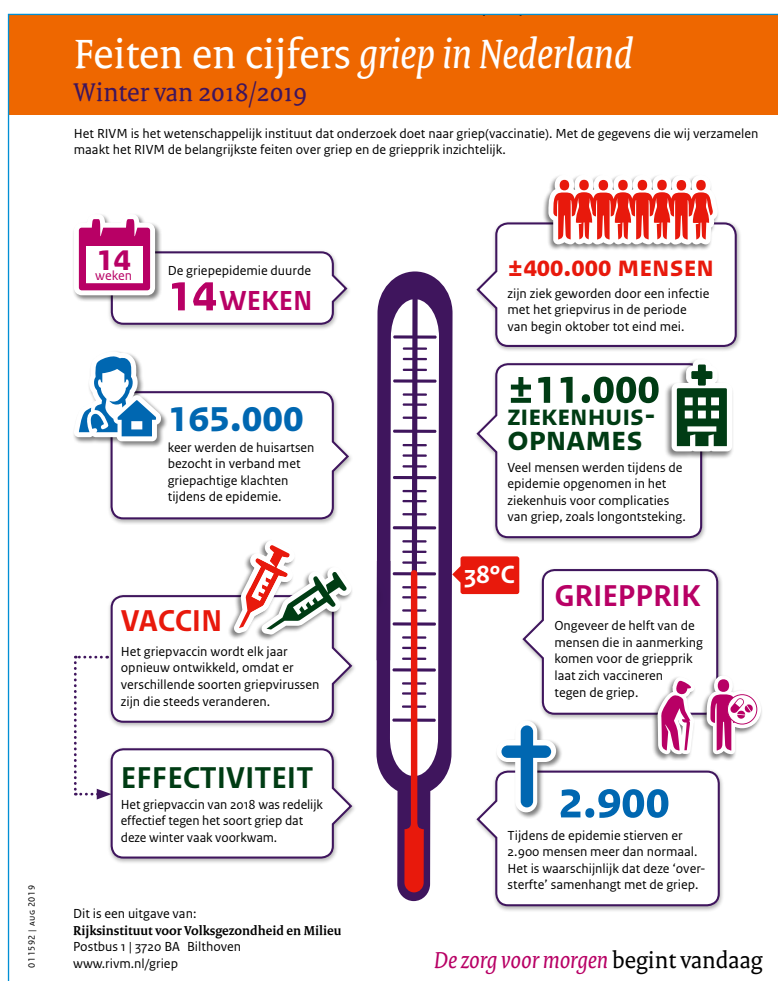 Feiten en cijfers griep in Nederland
Winter van 2018/2019
Het RIVM is het wetenschappelijk instituut dat onderzoek doet naar griep(vaccinatie). Met de gegevens die wij verzamelen
maakt het RIVM de belangrijkste feiten over griep en de griepprik inzichtelijk.
14
weken
De griepepidemie duurde
14 WEKEN
±400.000 MENSEN
zijn ziek geworden door een infectie
met het griepvirus in de periode
van begin oktober tot eind mei.
165.000
keer werden de huisartsen
bezocht in verband met
griepachtige klachten
tijdens de epidemie.
±11.000
ZIEKENHUIS-
OPNAMES
Veel mensen werden tijdens de
epidemie opgenomen in het
ziekenhuis voor complicaties
van griep, zoals longontsteking.
38°C
VACCIN
Het griepvaccin wordt elk jaar
opnieuw ontwikkeld, omdat er
verschillende soorten griepvirussen
zijn die steeds veranderen.
GRIEPPRIK
Ongeveer de helft van de
mensen die in aanmerking
komen voor de griepprik
laat zich vaccineren
tegen de griep.
EFFECTIVITEIT
Het griepvaccin van 2018 was redelijk
effectief tegen het soort griep dat
deze winter vaak voorkwam.
2.900
Tijdens de epidemie stierven er
2.900 mensen meer dan normaal.
Het is waarschijnlijk dat deze ‘over-
sterfte’ samenhangt met de griep.
011592 | AUG 2019
Dit is een uitgave van:
Rijksinstituut voor Volksgezondheid en Milieu
Postbus 1 | 3720 BA Bilthoven
www.rivm.nl/griep
De zorg voor morgen begint vandaag